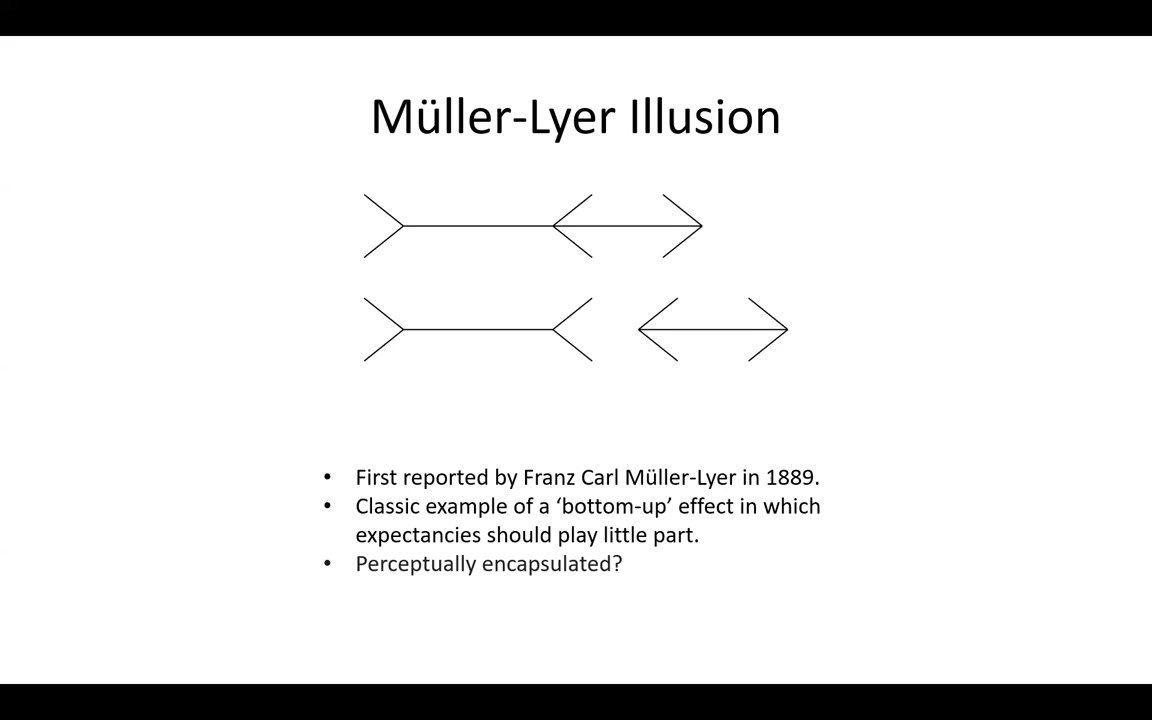 Müller-Lyer Illusion
• First reported by Franz Carl Müller-Lyer in 1889.
• Classic example of a ‘bottom-up’ effect in which
expectancies should play little part.
• Perceptually encapsulated?